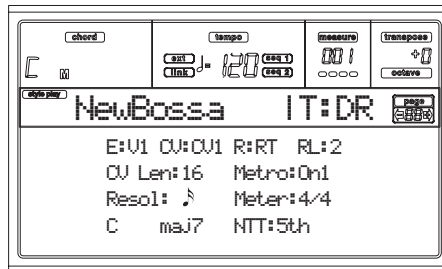 chord tempo measure transpose
C M ext link ♩= 120 seq 1 seq 2 001 +0 octave
style play NewBossa IT:DR page
E:V1 CV:CV1 R:RT RL:2
CV Len:16 Metro:On1
Resol: 𝅘𝅥𝅯 Meter:4/4
C maj7 NTT:5th